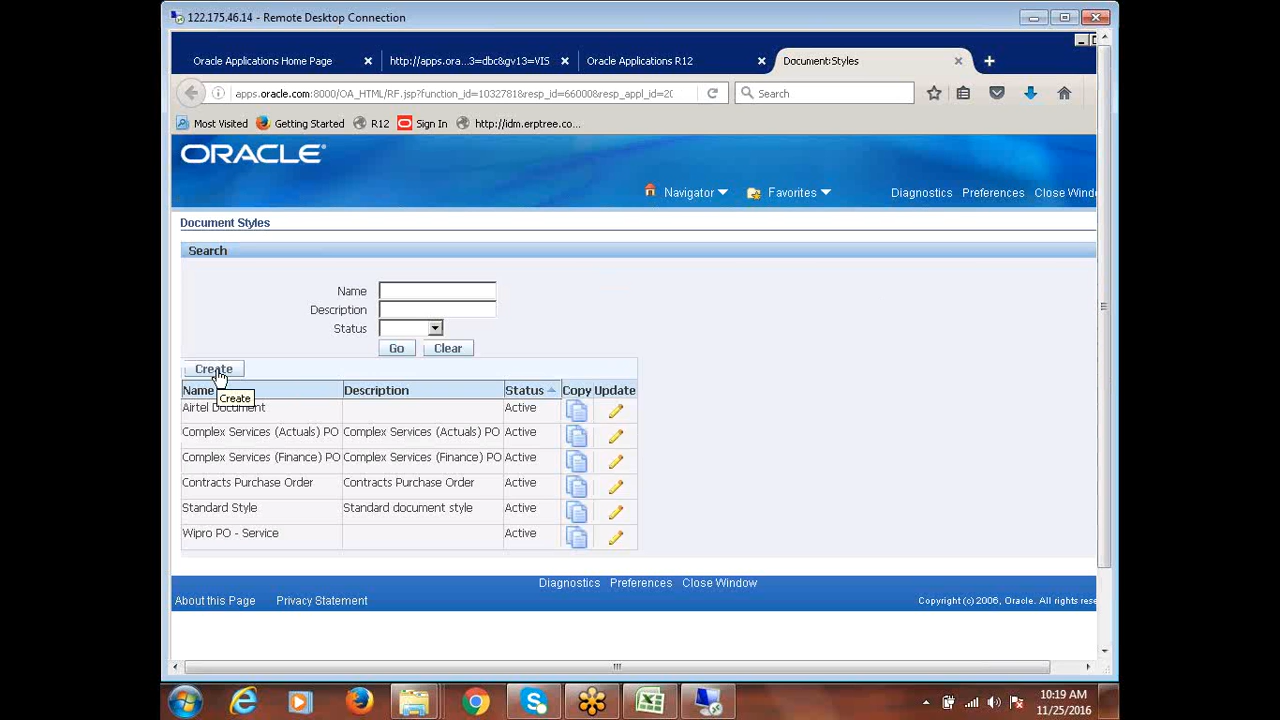 122.175.46.14 - Remote Desktop Connection
Oracle Applications Home Page
http://apps.ora...3=dbc&gv13=VIS
Oracle Applications R12
Document Styles
apps.oracle.com:8000/OA_HTML/RF.jsp?function_id=1032781&resp_id=66000&resp_appl_id=20
Search
Most Visited
Getting Started
R12
Sign In
http://idm.erptree.co...
ORACLE®
Navigator
Favorites
Diagnostics
Preferences
Close Windo
Document Styles
Search
Name
Description
Status
Go
Clear
Create
Name
Description
Status
Copy
Update
Create
Airtel Document
Active
Complex Services (Actuals) PO
Complex Services (Actuals) PO
Active
Complex Services (Finance) PO
Complex Services (Finance) PO
Active
Contracts Purchase Order
Contracts Purchase Order
Active
Standard Style
Standard document style
Active
Wipro PO - Service
Active
Diagnostics
Preferences
Close Window
About this Page
Privacy Statement
Copyright (c) 2006, Oracle. All rights rese
10:19 AM
11/25/2016